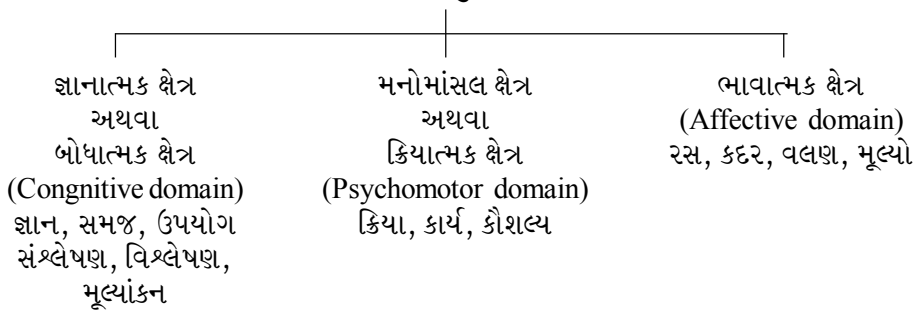 જ્ઞાનાત્મક ક્ષેત્ર
અથવા
બોધાત્મક ક્ષેત્ર
(Congnitive domain)
જ્ઞાન, સમજ, ઉપયોગ
સંશ્લેષણ, વિશ્લેષણ,
મૂલ્યાંકન
મનોમાંસલ ક્ષેત્ર
અથવા
ક્રિયાત્મક ક્ષેત્ર
(Psychomotor domain)
ક્રિયા, કાર્ય, કૌશલ્ય
ભાવાત્મક ક્ષેત્ર
(Affective domain)
રસ, કદર, વલણ, મૂલ્યો